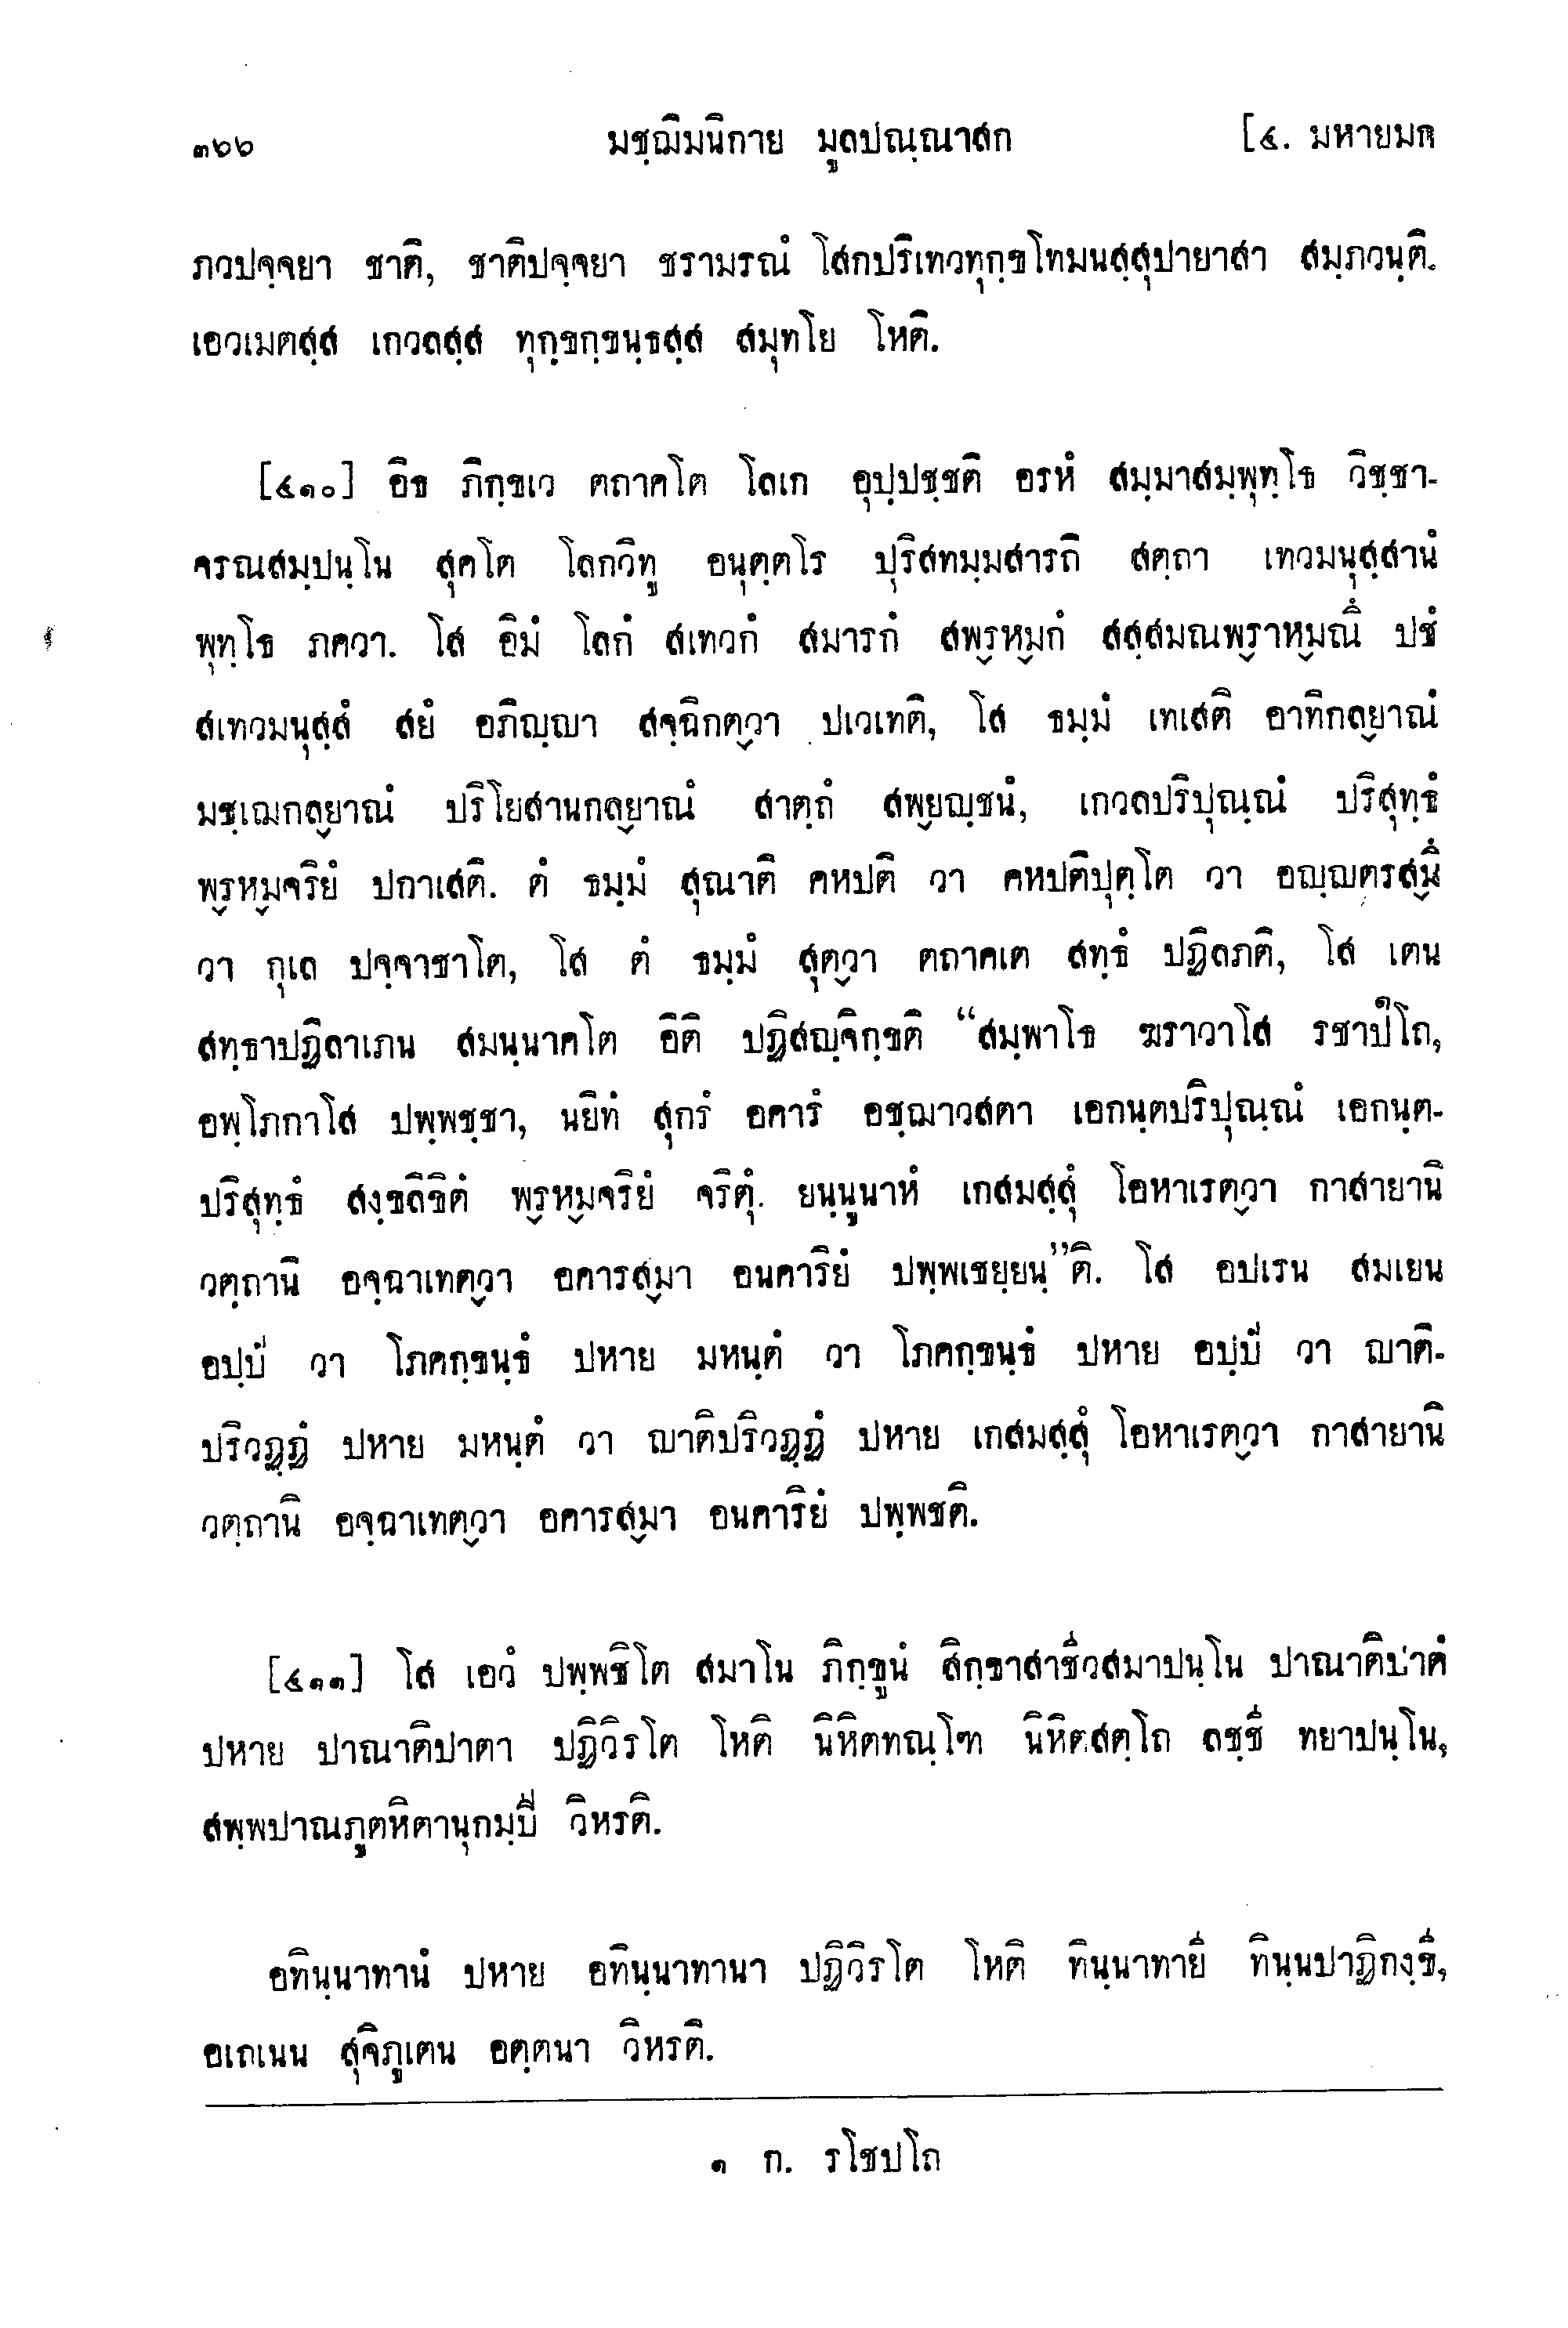 ๓๖๖ มชฺฌิมนิกาย มูลปณฺณาสก [๔. มหายมก
ภวปจฺจยา ชาติ, ชาติปจฺจยา ชรามรณํ โสกปริเทวทุกฺขโทมนสฺสุปายาสา สมฺภวนฺติ.
เอวเมตสฺส เกวลสฺส ทุกฺขกฺขนฺธสฺส สมุทโย โหติ.
[๔๑๐] อิธ ภิกฺขเว ตถาคโต โลเก อุปฺปชฺชติ อรหํ สมฺมาสมฺพุทฺโธ วิชฺชา-
จรณสมฺปนฺโน สุคโต โลกวิทู อนุตฺตโร ปุริสทมฺมสารถิ สตฺถา เทวมนุสฺสานํ
พุทฺโธ ภควา. โส อิมํ โลกํ สเทวกํ สมารกํ สพฺรหฺมกํ สสฺสมณพฺราหฺมณึ ปชํ
สเทวมนุสฺสํ สยํ อภิญฺญา สจฺฉิกตฺวา ปเวเทติ, โส ธมฺมํ เทเสติ อาทิกลฺยาณํ
มชฺเฌกลฺยาณํ ปริโยสานกลฺยาณํ สาตฺถํ สพฺยญฺชนํ, เกวลปริปุณฺณํ ปริสุทฺธํ
พฺรหฺมจริยํ ปกาเสติ. ตํ ธมฺมํ สุณาติ คหปติ วา คหปติปุตฺโต วา อญฺญตรสฺมึ
วา กุเล ปจฺจาชาโต, โส ตํ ธมฺมํ สุตฺวา ตถาคเต สทฺธํ ปฏิลภติ, โส เตน
สทฺธาปฏิลาเภน สมนฺนาคโต อิติ ปฏิสญฺจิกฺขติ “สมฺพาโธ ฆราวาโส รชาป๑โถ,
อพฺโภกาโส ปพฺพชฺชา, นยิทํ สุกรํ อคารํ อชฺฌาวสตา เอกนฺตปริปุณฺณํ เอกนฺต-
ปริสุทฺธํ สงฺขลิขิตํ พฺรหฺมจริยํ จริตุํ. ยนฺนูนาหํ เกสมสฺสุํ โอหาเรตฺวา กาสายานิ
วตฺถานิ อจฺฉาเทตฺวา อคารสฺมา อนคาริยํ ปพฺพเชยฺยนฺ”ติ. โส อปเรน สมเยน
อปฺปํ วา โภคกฺขนฺธํ ปหาย มหนฺตํ วา โภคกฺขนฺธํ ปหาย อปฺปํ วา ญาติ-
ปริวฏฺฏํ ปหาย มหนฺตํ วา ญาติปริวฏฺฏํ ปหาย เกสมสฺสุํ โอหาเรตฺวา กาสายานิ
วตฺถานิ อจฺฉาเทตฺวา อคารสฺมา อนคาริยํ ปพฺพชติ.
[๔๑๑] โส เอวํ ปพฺพชิโต สมาโน ภิกฺขูนํ สิกฺขาสาชีวสมาปนฺโน ปาณาติปาตํ
ปหาย ปาณาติปาตา ปฏิวิรโต โหติ นิหิตทณฺโฑ นิหิตสตฺโถ ลชฺชี ทยาปนฺโน,
สพฺพปาณภูตหิตานุกมฺปี วิหรติ.
อทินฺนาทานํ ปหาย อทินฺนาทานา ปฏิวิรโต โหติ ทินฺนาทายี ทินฺนปาฏิกงฺขี,
อเถเนน สุจิภูเตน อตฺตนา วิหรติ.
๑ ก. รโชปโถ